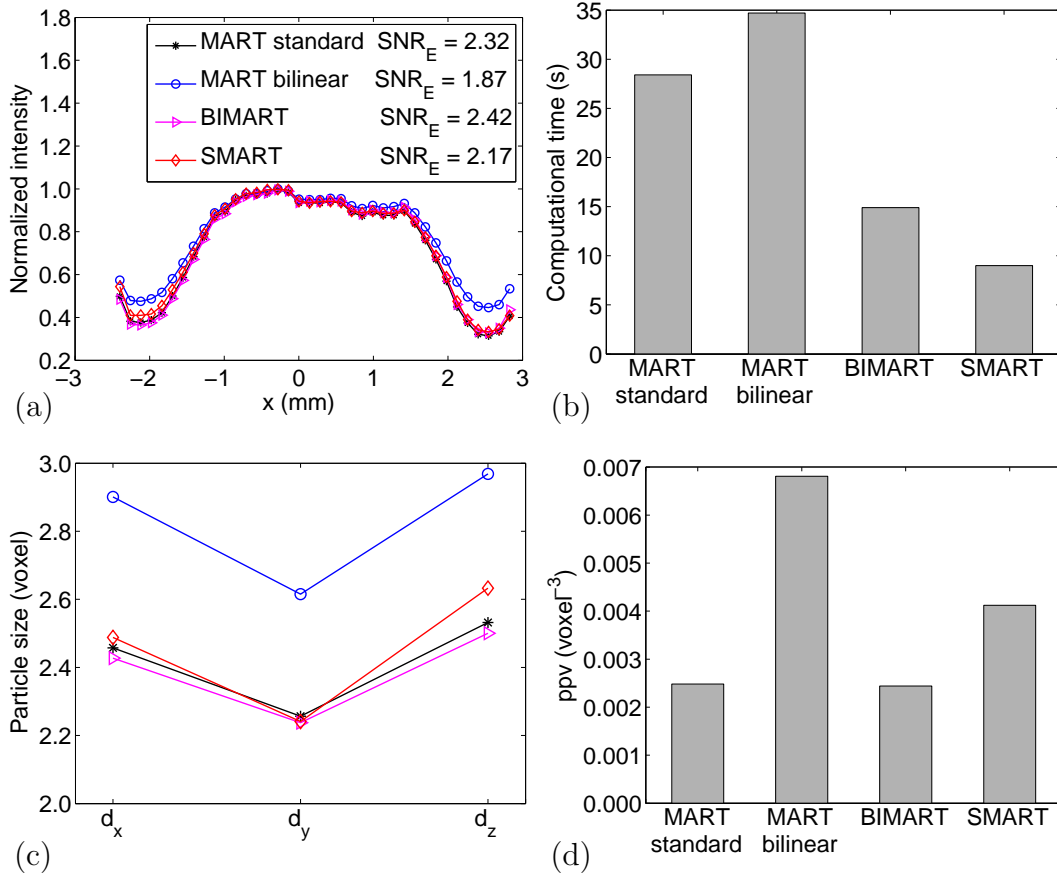 1.8
1.6
1.4
1.2
1.0
0.8
0.6
0.4
0.2
Normalized intensity
MART standard SNR_E = 2.32
MART bilinear SNR_E = 1.87
BIMART SNR_E = 2.42
SMART SNR_E = 2.17
−3 −2 −1 0 1 2 3
x (mm)
(a)
35
30
25
20
15
10
5
0
Computational time (s)
MART standard
MART bilinear
BIMART
SMART
(b)
3.0
2.8
2.6
2.4
2.2
2.0
Particle size (voxel)
d_x d_y d_z
(c)
0.007
0.006
0.005
0.004
0.003
0.002
0.001
0.000
ppv (voxel⁻³)
MART standard
MART bilinear
BIMART
SMART
(d)